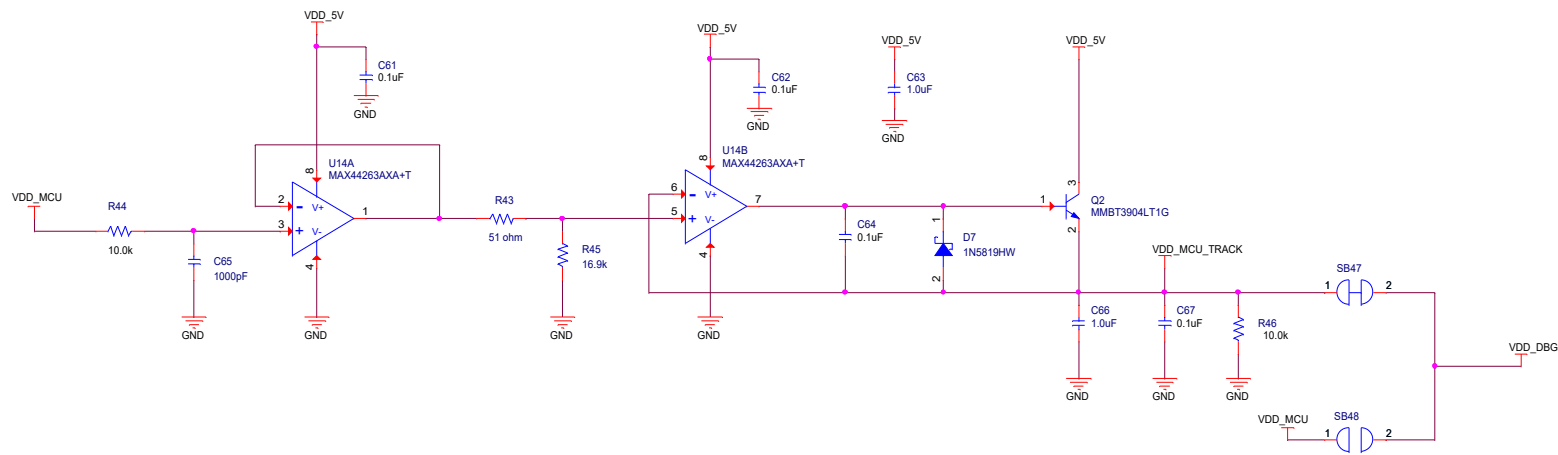 VDD_5V
C61
0.1uF
GND
U14A
MAX44263AXA+T
8
2
V+
1
3
V-
4
GND
VDD_MCU
R44
10.0k
C65
1000pF
GND
R43
51 ohm
R45
16.9k
GND
VDD_5V
C62
0.1uF
GND
U14B
MAX44263AXA+T
8
6
V+
7
5
V-
4
GND
VDD_5V
C63
1.0uF
GND
C64
0.1uF
1
D7
1N5819HW
2
VDD_5V
3
1
Q2
MMBT3904LT1G
2
VDD_MCU_TRACK
C66
1.0uF
GND
C67
0.1uF
GND
R46
10.0k
GND
SB47
1
2
VDD_DBG
VDD_MCU
SB48
1
2